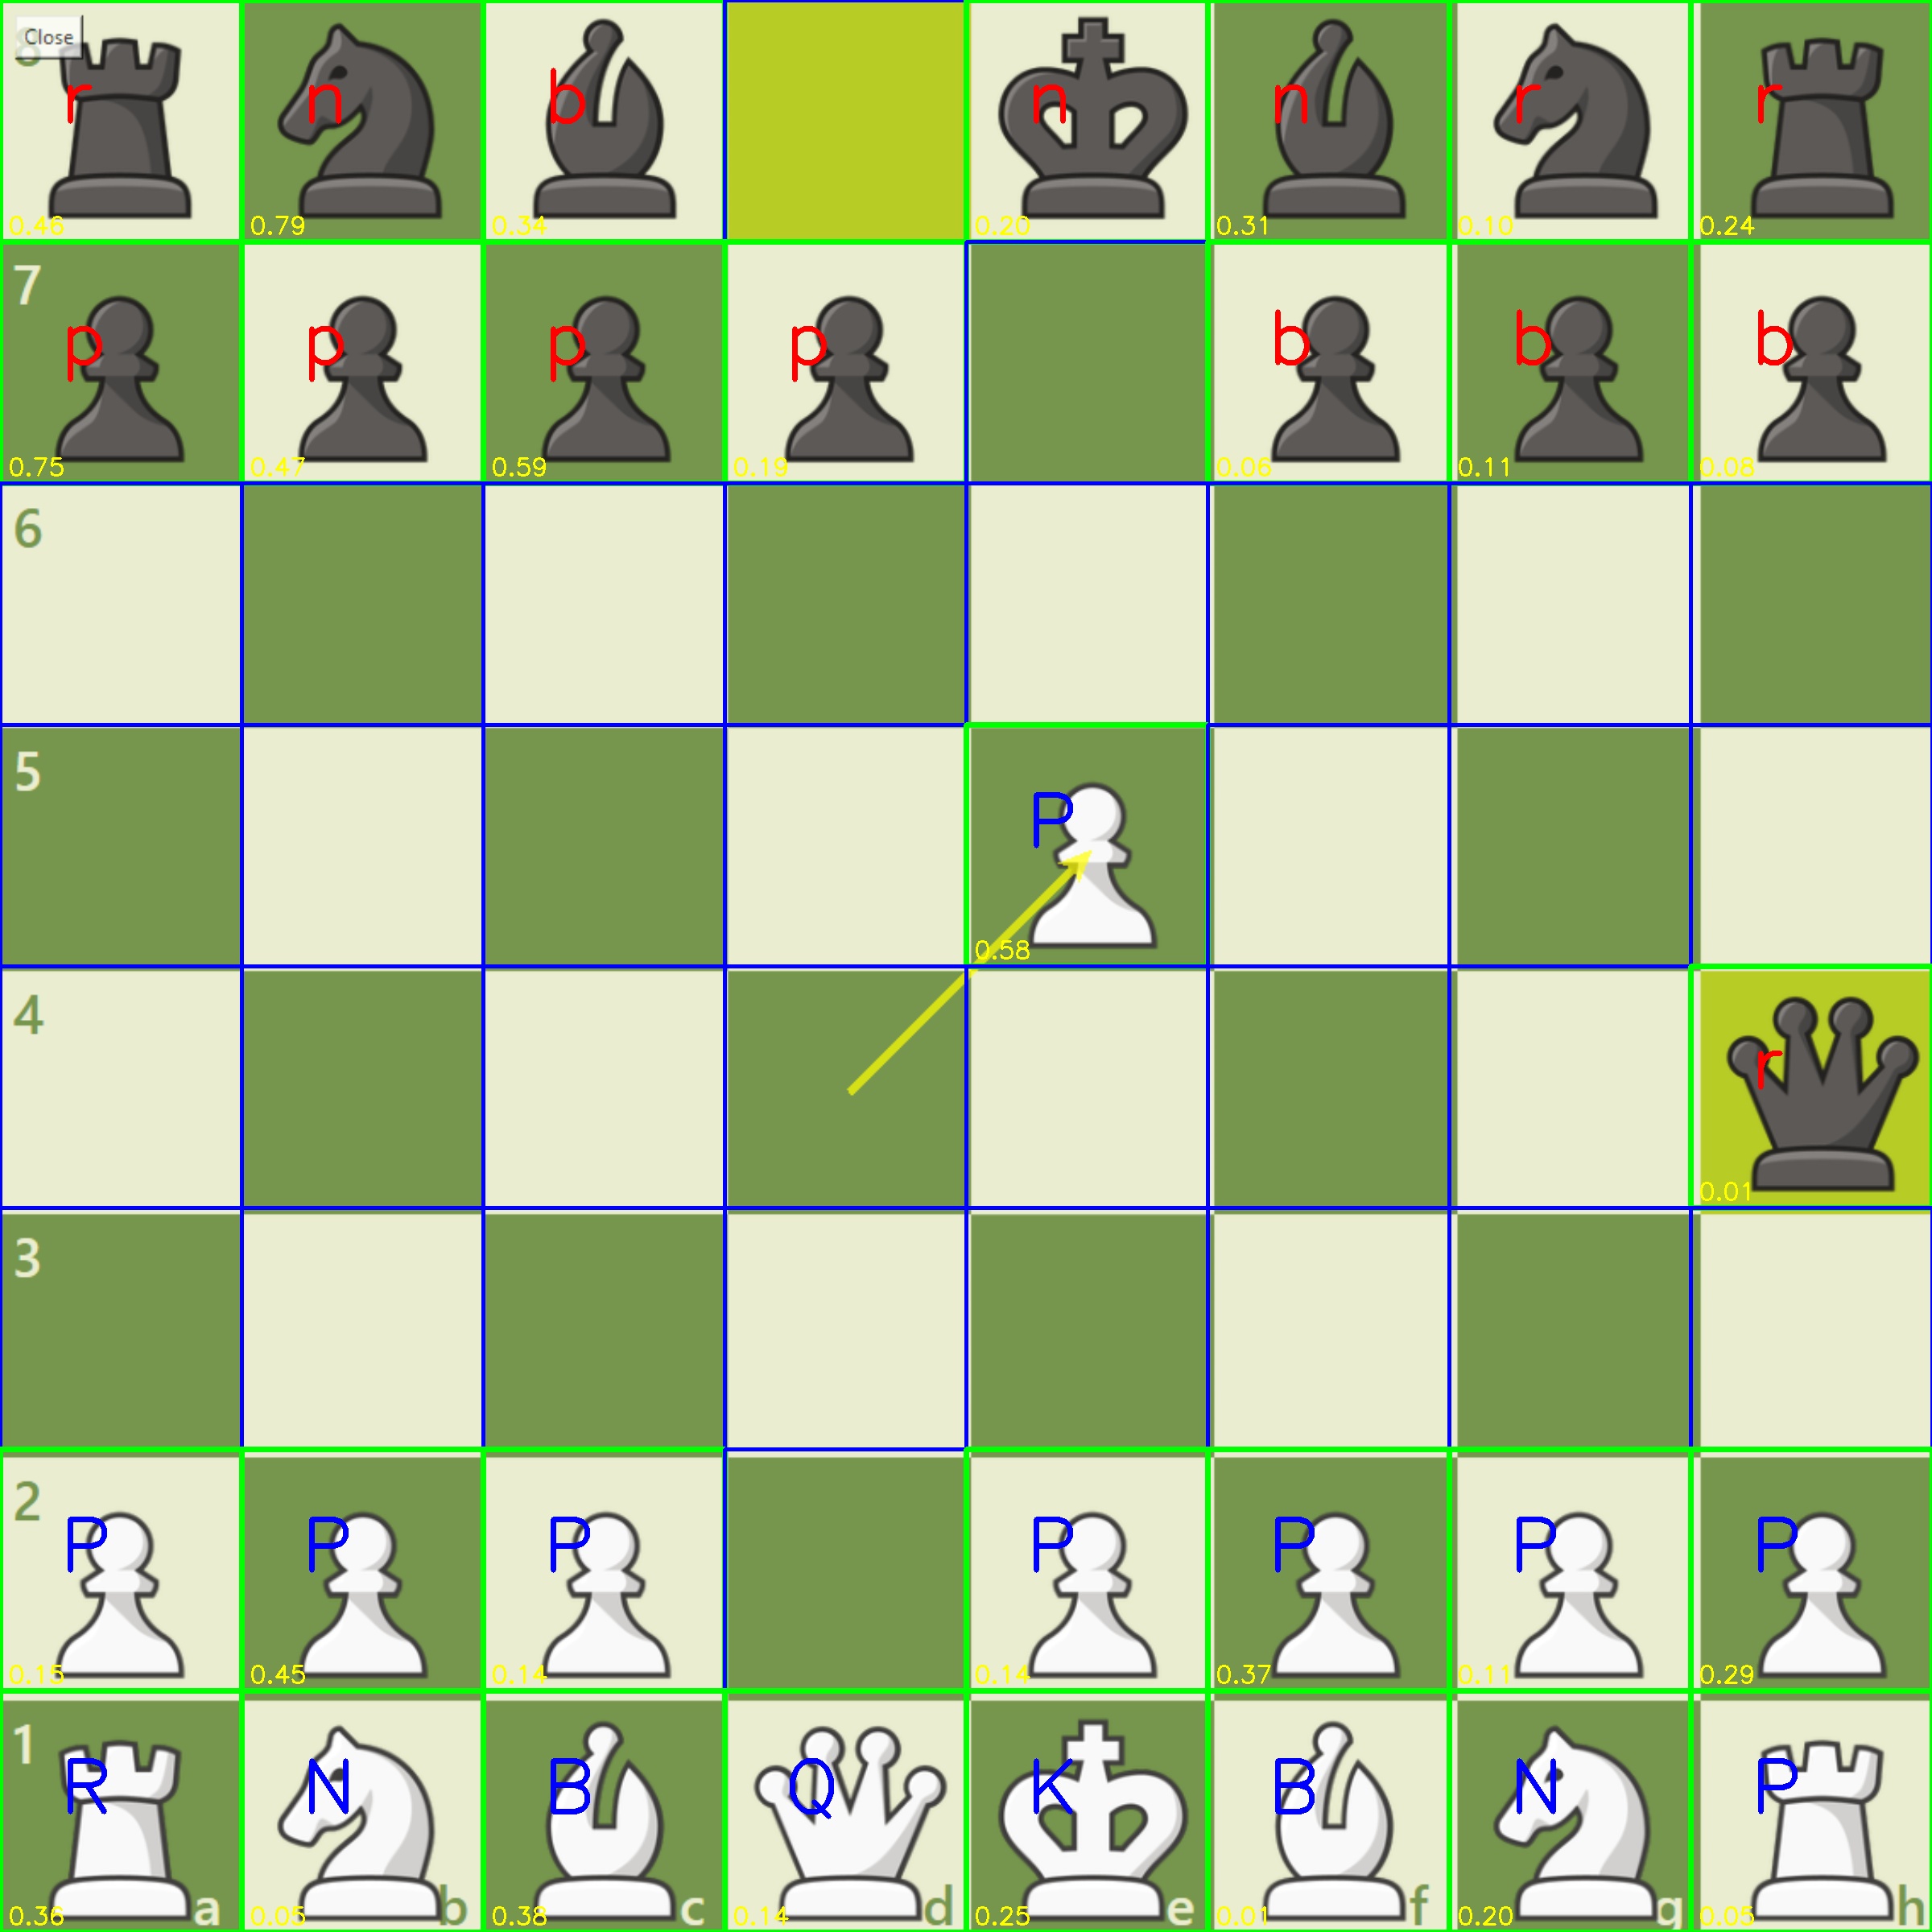 Close
8
r n b n n r r
0.46 0.79 0.34 0.20 0.31 0.10 0.24
7
p p p p b b b
0.75 0.47 0.59 0.19 0.06 0.11 0.08
6
5
P
0.58
4
r
0.01
3
2
P P P P P P P
0.15 0.45 0.14 0.14 0.37 0.11 0.29
1
R N B Q K B N P
0.36 0.05 0.38 0.14 0.25 0.01 0.20 0.05
a b c d e f g h